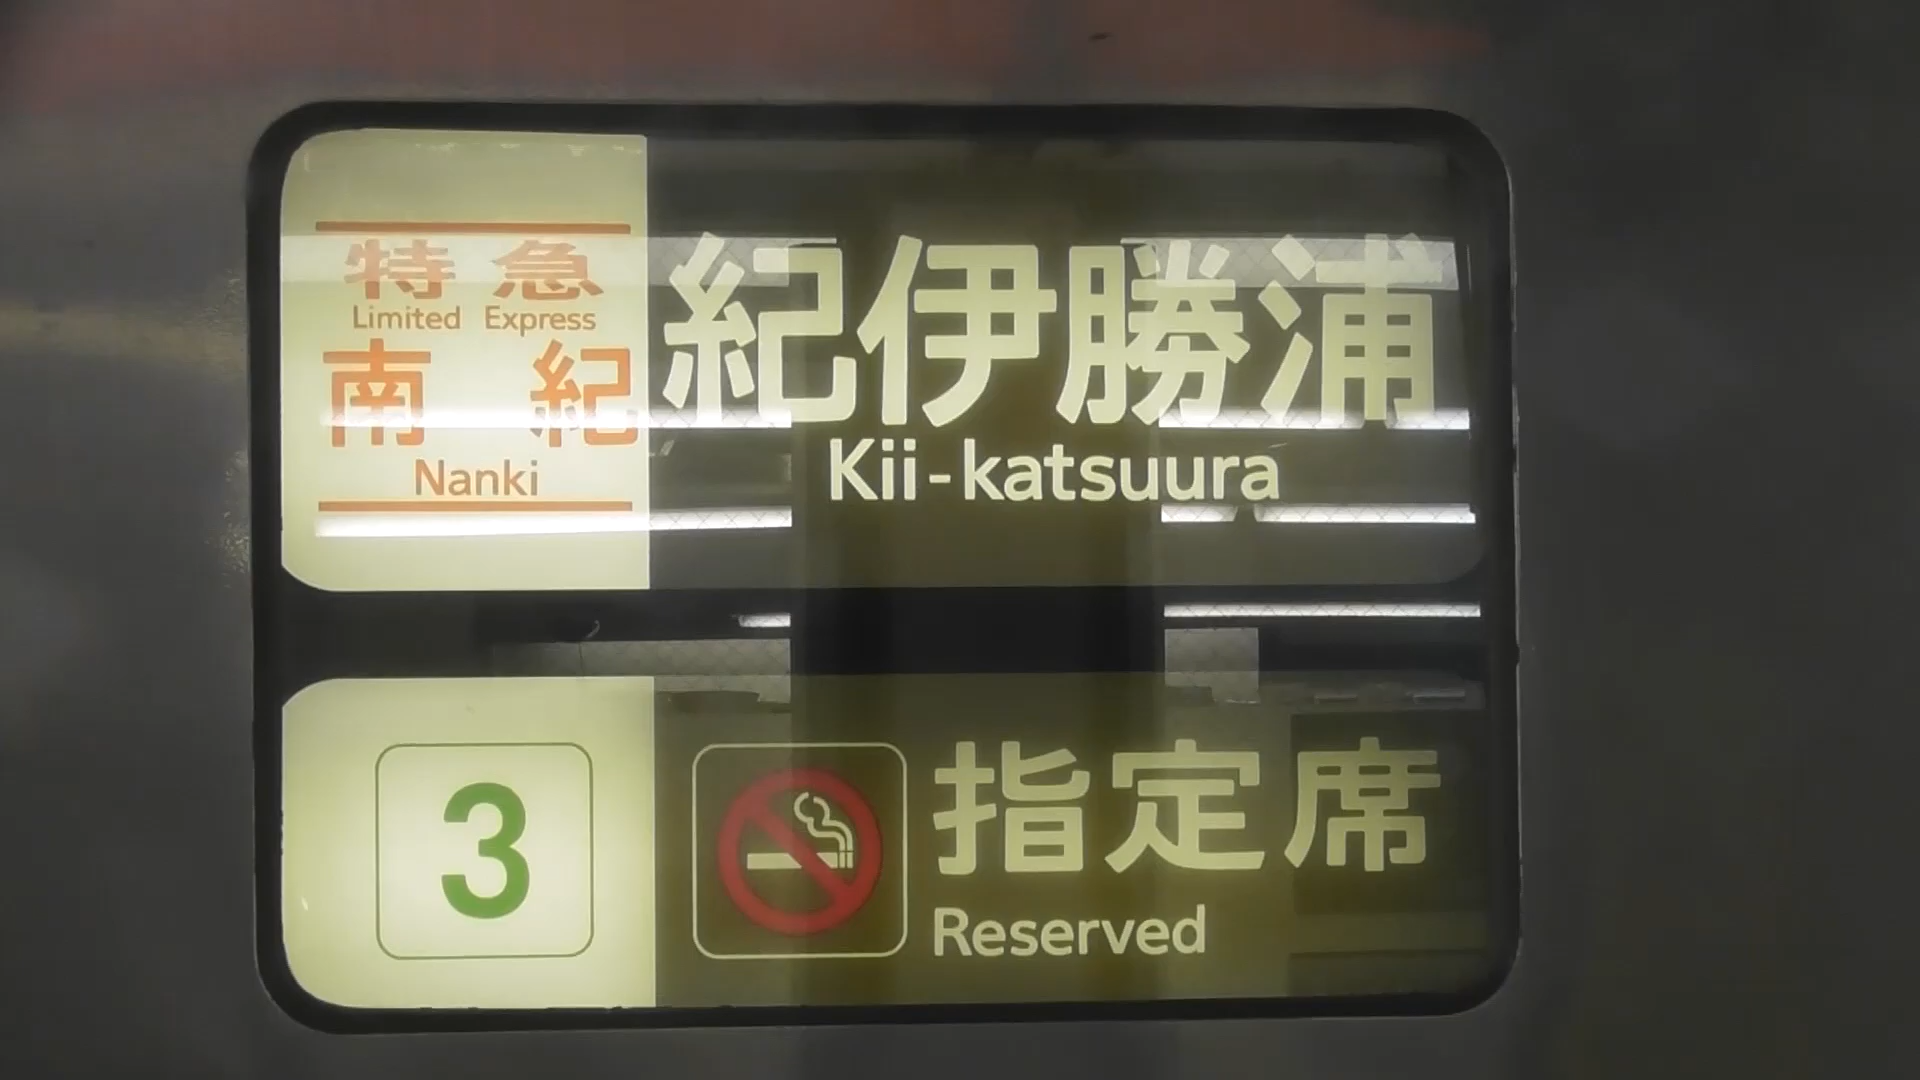 特急
Limited Express
南紀
Nanki
紀伊勝浦
Kii-katsuura
3
指定席
Reserved